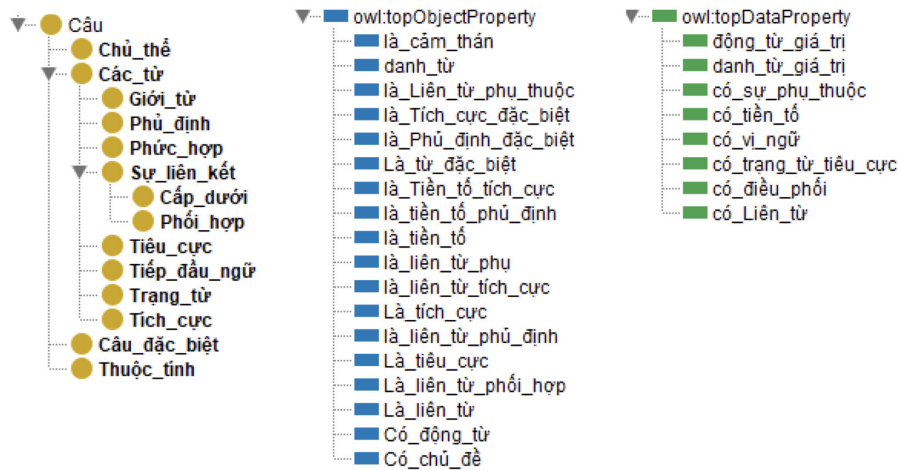 Câu
Chủ_thể
Các_từ
Giới_từ
Phủ_định
Phức_hợp
Sự_liên_kết
Cấp_dưới
Phối_hợp
Tiêu_cực
Tiếp_đầu_ngữ
Trạng_từ
Tích_cực
Câu_đặc_biệt
Thuộc_tính
owl:topObjectProperty
là_cảm_thán
danh_từ
là_Liên_từ_phụ_thuộc
là_Tích_cực_đặc_biệt
là_Phủ_định_đặc_biệt
Là_từ_đặc_biệt
là_Tiền_tố_tích_cực
là_tiền_tố_phủ_định
là_tiền_tố
là_liên_từ_phụ
là_liên_từ_tích_cực
Là_tích_cực
là_liên_từ_phủ_định
Là_tiêu_cực
Là_liên_từ_phối_hợp
Là_liên_từ
Có_động_từ
Có_chủ_đề
owl:topDataProperty
động_từ_giá_trị
danh_từ_giá_trị
có_sự_phụ_thuộc
có_tiền_tố
có_vị_ngữ
có_trạng_từ_tiêu_cực
có_điều_phối
có_Liên_từ